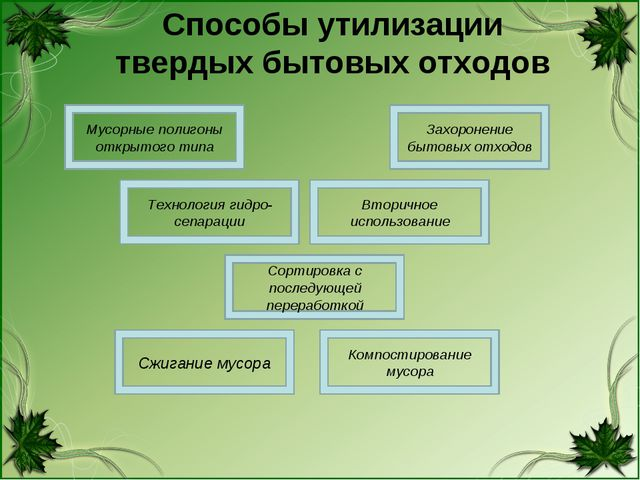 Способы утилизации
твердых бытовых отходов
Мусорные полигоны
открытого типа
Захоронение
бытовых отходов
Технология гидро-
сепарации
Вторичное
использование
Сортировка с
последующей
переработкой
Сжигание мусора
Компостирование
мусора